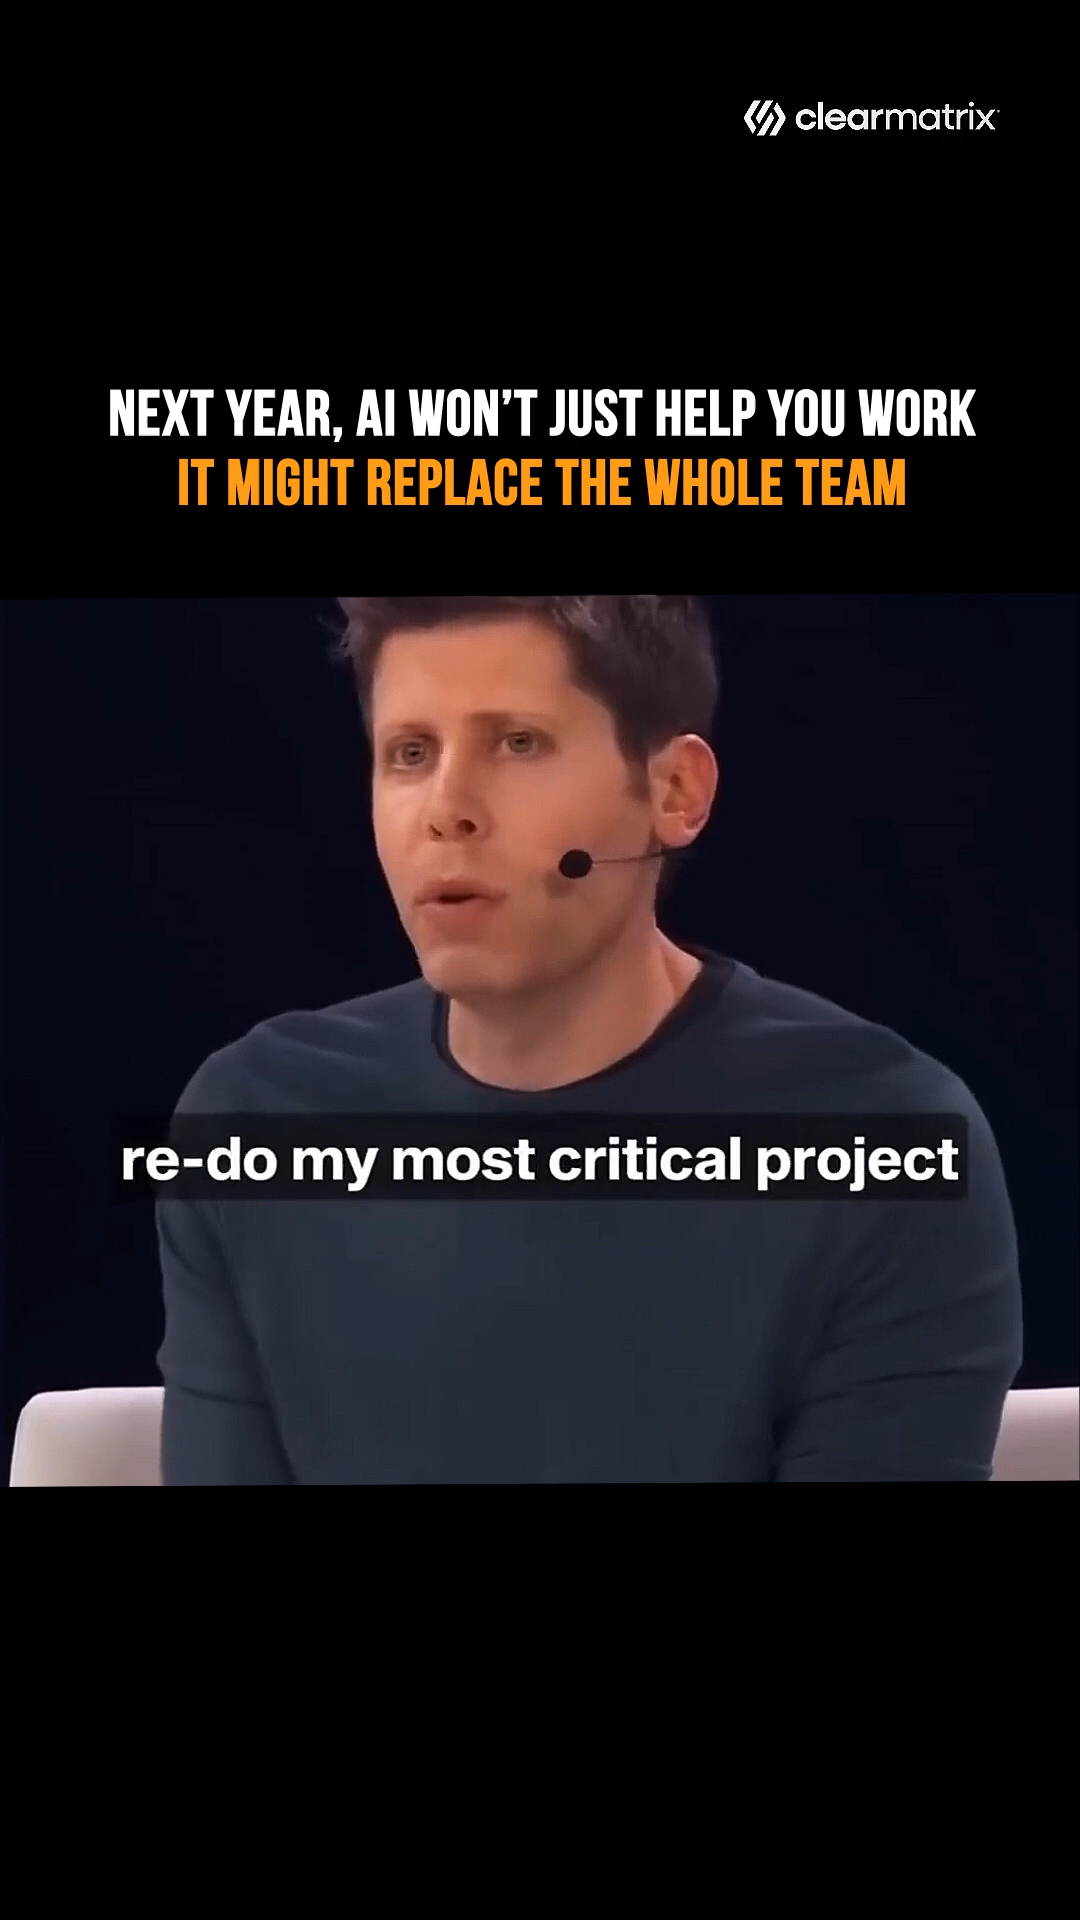 clearmatrix
NEXT YEAR, AI WON’T JUST HELP YOU WORK
IT MIGHT REPLACE THE WHOLE TEAM
re-do my most critical project